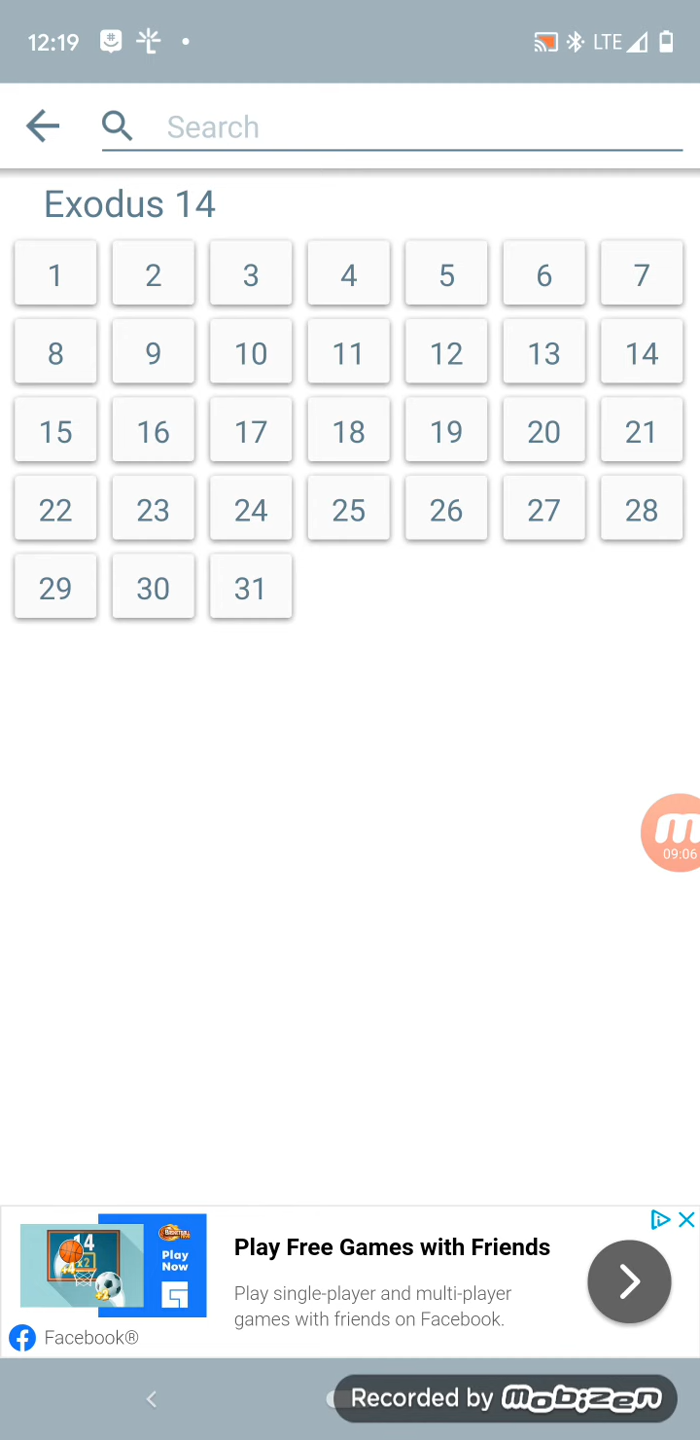 12:19 LTE
Search
Exodus 14
1 2 3 4 5 6 7
8 9 10 11 12 13 14
15 16 17 18 19 20 21
22 23 24 25 26 27 28
29 30 31
m
09:06
14
x2
Play
Now
Play Free Games with Friends
Play single-player and multi-player
games with friends on Facebook.
Facebook®
Recorded by mobizen